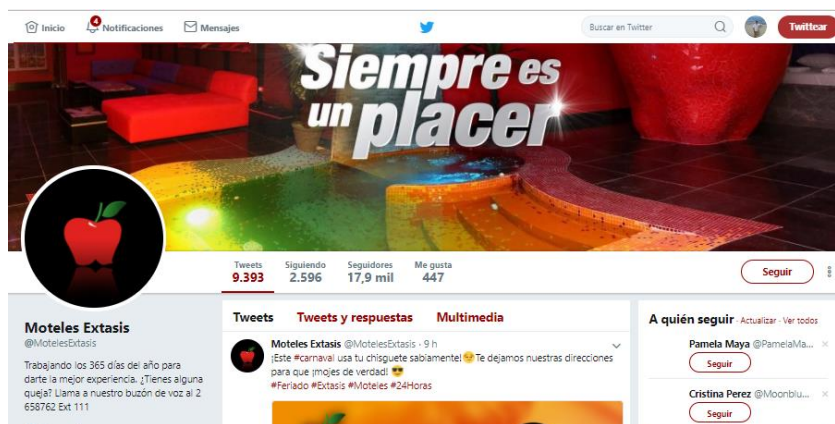 Inicio
4
Notificaciones
Mensajes
Buscar en Twitter
Twittear
Siempre es
un placer
Tweets
9.393
Siguiendo
2.596
Seguidores
17,9 mil
Me gusta
447
Seguir
Moteles Extasis
@MotelesExtasis
Trabajando los 365 días del año para
darte la mejor experiencia. ¿Tienes alguna
queja? Llama a nuestro buzón de voz al 2
658762 Ext 111
Tweets Tweets y respuestas Multimedia
Moteles Extasis @MotelesExtasis · 9 h
¡Este #carnaval usa tu chisguete sabiamente!😏 Te dejamos nuestras direcciones
para que ¡mojes de verdad! 😎
#Feriado #Extasis #Moteles #24Horas
A quién seguir · Actualizar · Ver todos
Pamela Maya @PamelaMa...
Seguir
Cristina Perez @Moonblu...
Seguir